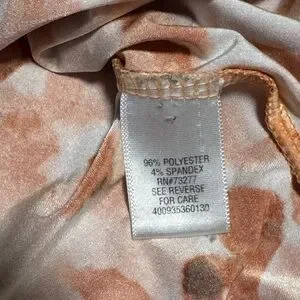 96% POLYESTER
4% SPANDEX
RN#73277
SEE REVERSE
FOR CARE
400935360130